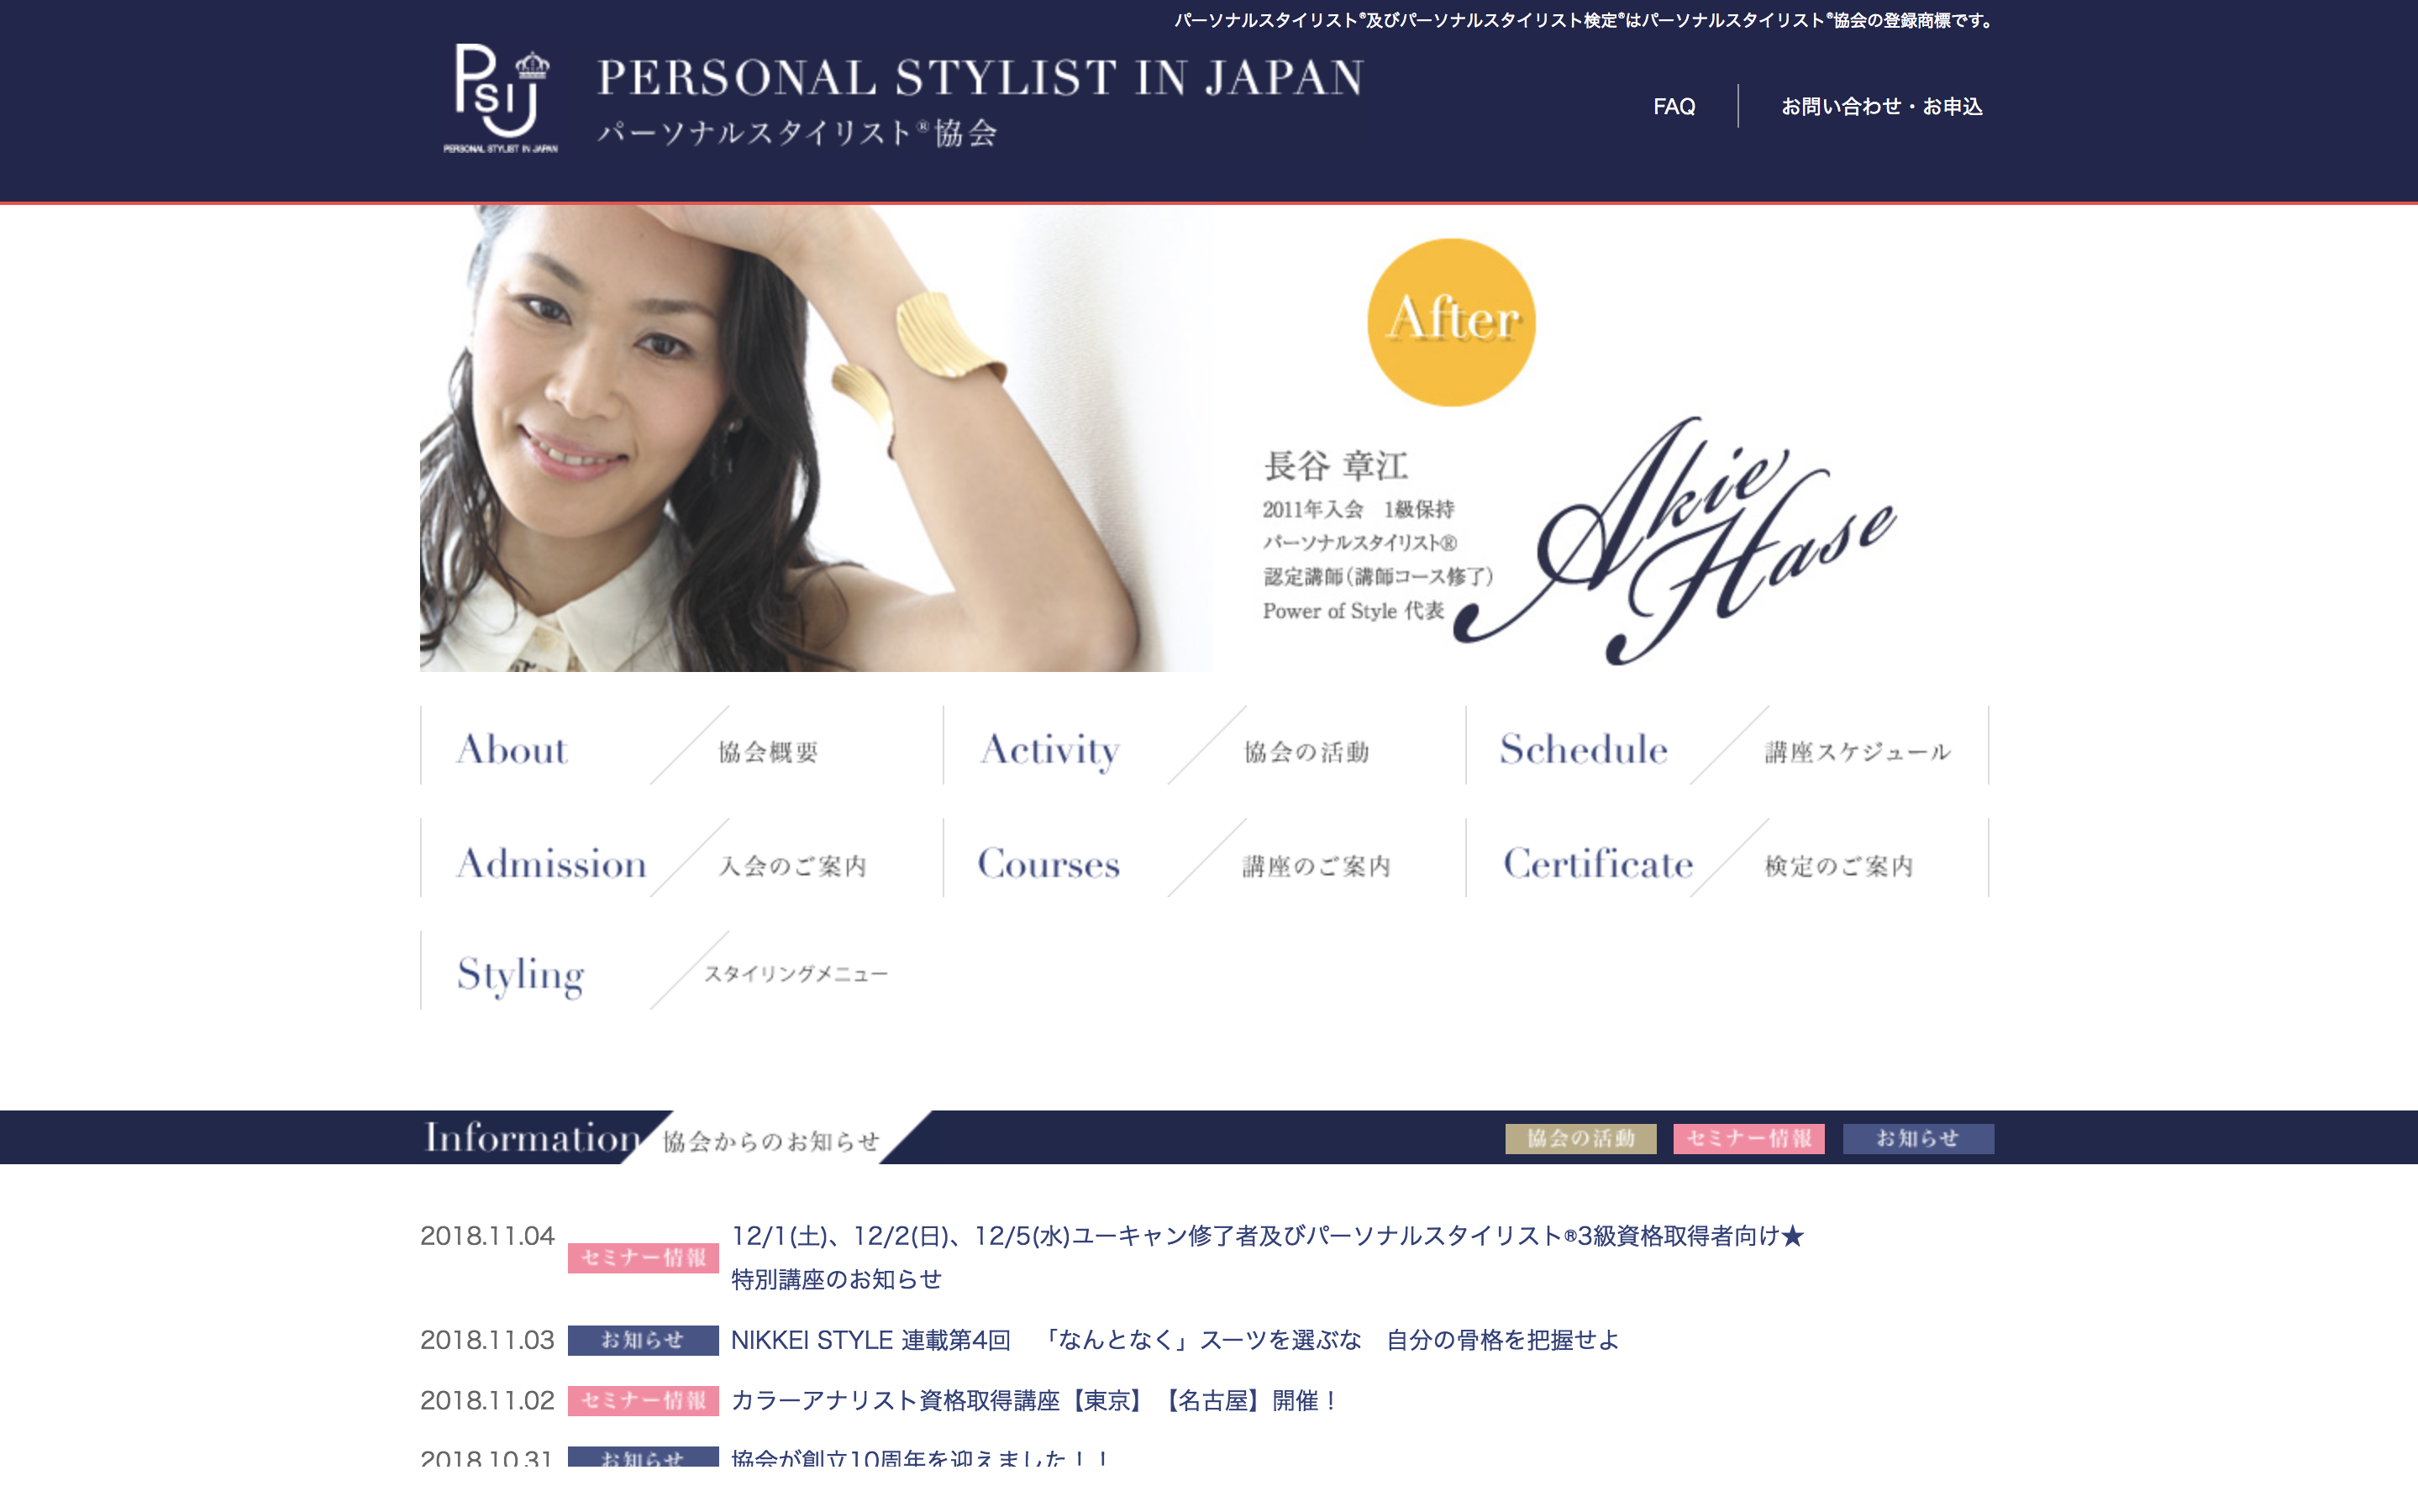 パーソナルスタイリスト®及びパーソナルスタイリスト検定®はパーソナルスタイリスト®協会の登録商標です。
PSIJ
PERSONAL STYLIST IN JAPAN
PERSONAL STYLIST IN JAPAN
パーソナルスタイリスト®協会
FAQ
お問い合わせ・お申込
After
長谷 章江
2011年入会　1級保持
パーソナルスタイリスト®
認定講師(講師コース修了)
Power of Style 代表
Akie Hase
About 協会概要
Activity 協会の活動
Schedule 講座スケジュール
Admission 入会のご案内
Courses 講座のご案内
Certificate 検定のご案内
Styling スタイリングメニュー
Information 協会からのお知らせ
協会の活動 セミナー情報 お知らせ
2018.11.04 セミナー情報 12/1(土)、12/2(日)、12/5(水)ユーキャン修了者及びパーソナルスタイリスト®3級資格取得者向け★
特別講座のお知らせ
2018.11.03 お知らせ NIKKEI STYLE 連載第4回　「なんとなく」スーツを選ぶな　自分の骨格を把握せよ
2018.11.02 セミナー情報 カラーアナリスト資格取得講座【東京】【名古屋】開催！
2018.10.31 お知らせ 協会が創立10周年を迎えました！！